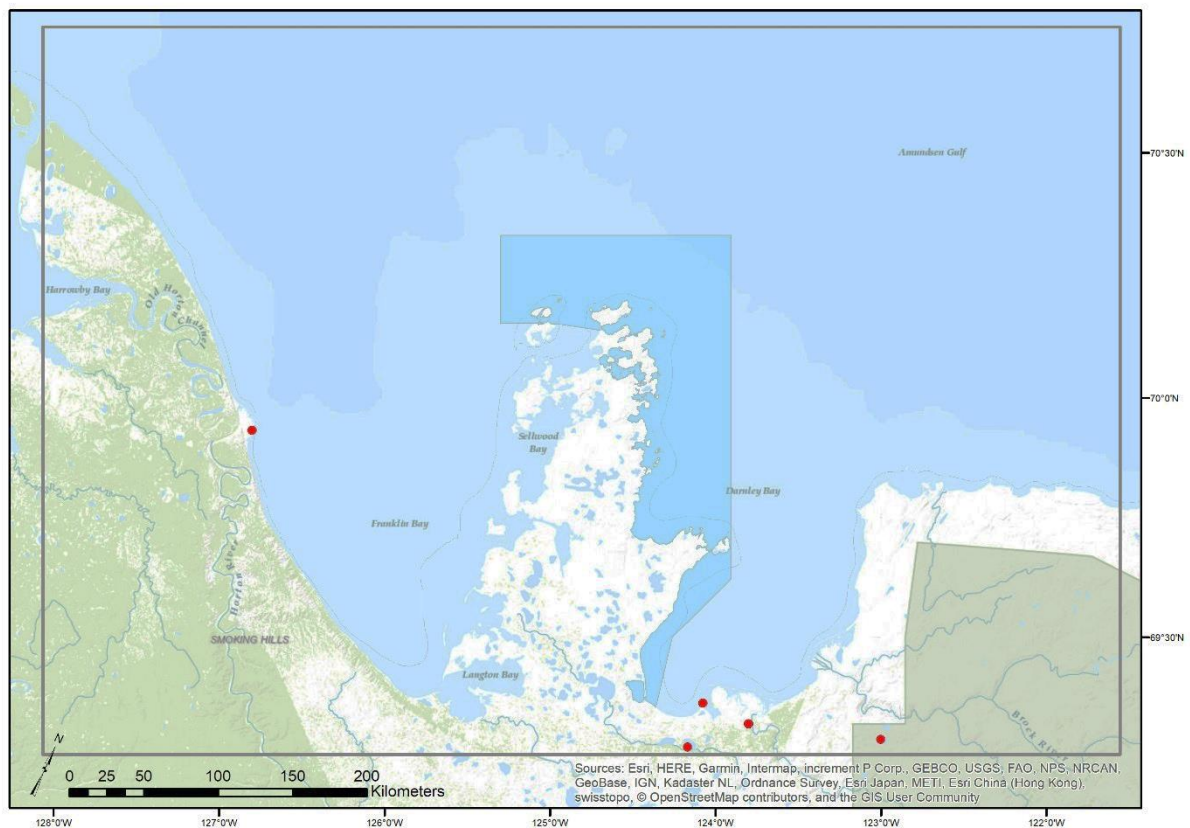 Amundsen Gulf
70°30'N
Harrowby Bay
Old Horton Channel
70°0'N
Sellwood
Bay
Darnley Bay
Franklin Bay
Horton River
SMOKING HILLS
69°30'N
Langton Bay
Brock River
N
0 25 50 100 150 200
Kilometers
Sources: Esri, HERE, Garmin, Intermap, increment P Corp., GEBCO, USGS, FAO, NPS, NRCAN,
GeoBase, IGN, Kadaster NL, Ordnance Survey, Esri Japan, METI, Esri China (Hong Kong),
swisstopo, © OpenStreetMap contributors, and the GIS User Community
128°0'W 127°0'W 126°0'W 125°0'W 124°0'W 123°0'W 122°0'W